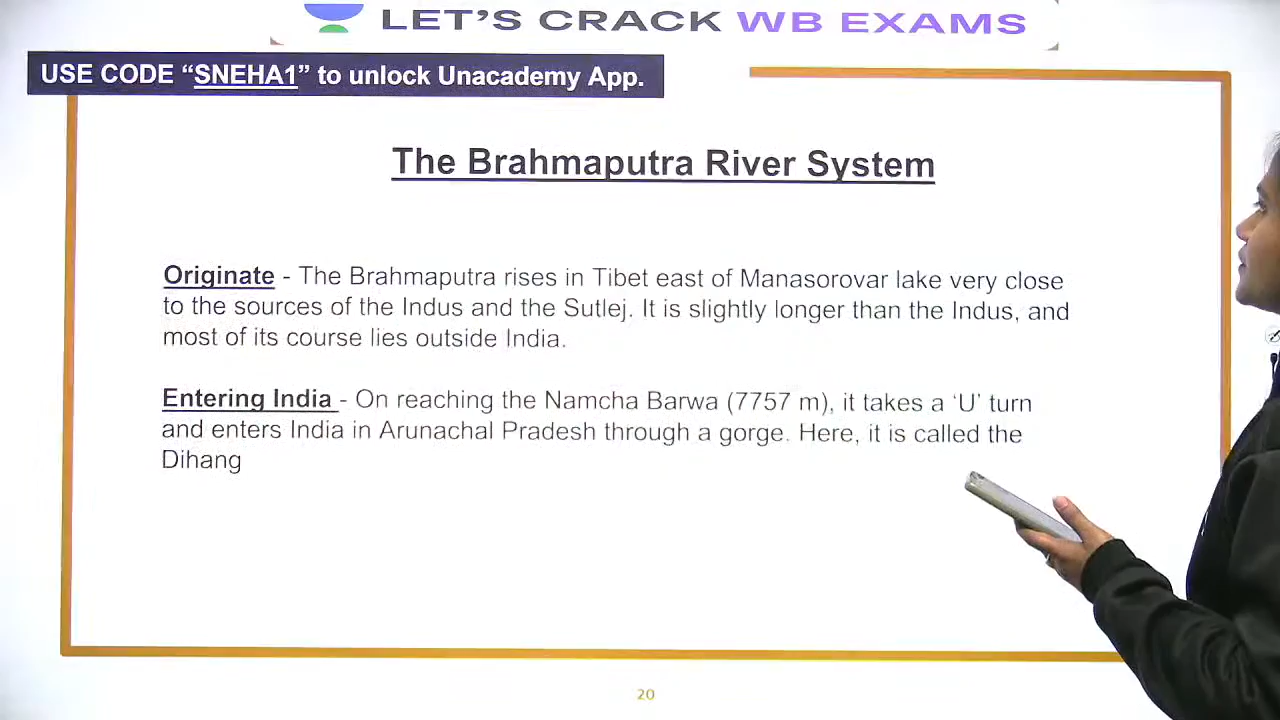 LET'S CRACK WB EXAMS
USE CODE “SNEHA1” to unlock Unacademy App.
The Brahmaputra River System
Originate - The Brahmaputra rises in Tibet east of Manasorovar lake very close
to the sources of the Indus and the Sutlej. It is slightly longer than the Indus, and
most of its course lies outside India.
Entering India - On reaching the Namcha Barwa (7757 m), it takes a ‘U’ turn
and enters India in Arunachal Pradesh through a gorge. Here, it is called the
Dihang
20